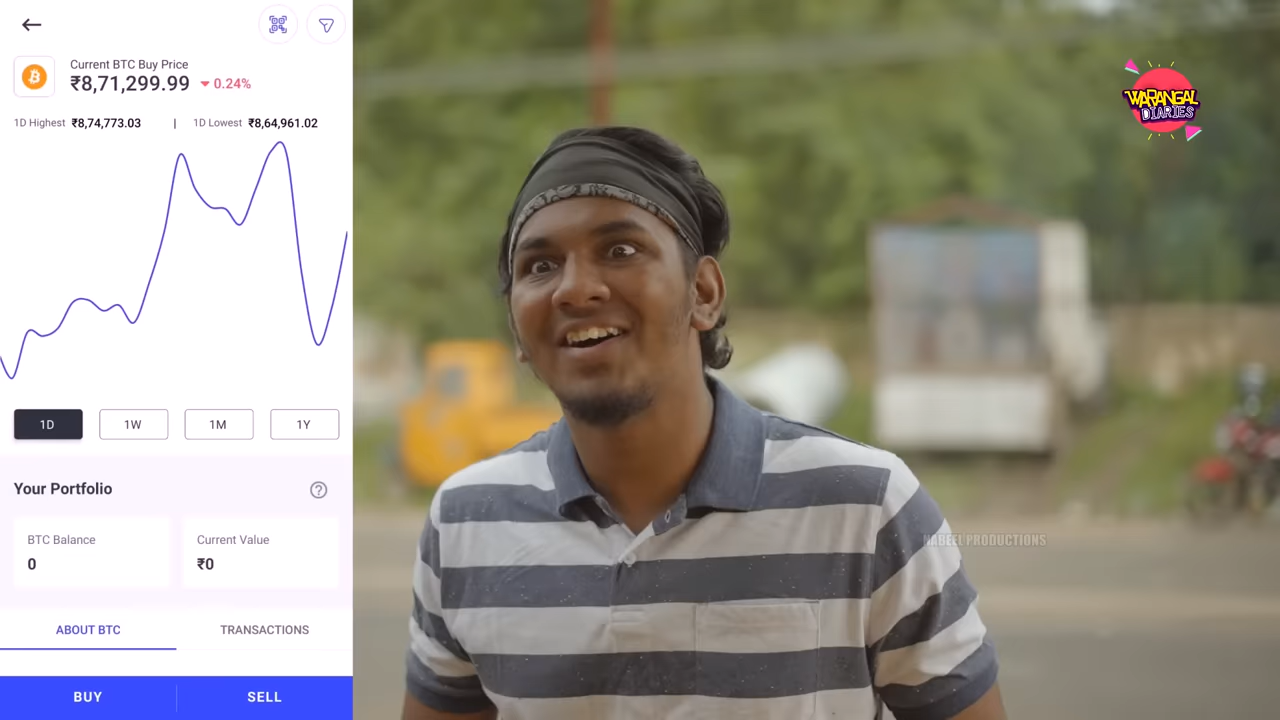 Current BTC Buy Price
₹8,71,299.99 0.24%
1D Highest ₹8,74,773.03 | 1D Lowest ₹8,64,961.02
1D 1W 1M 1Y
Your Portfolio
?
BTC Balance
0
Current Value
₹0
ABOUT BTC TRANSACTIONS
BUY SELL
WARANGAL
DIARIES
NABEEL PRODUCTIONS